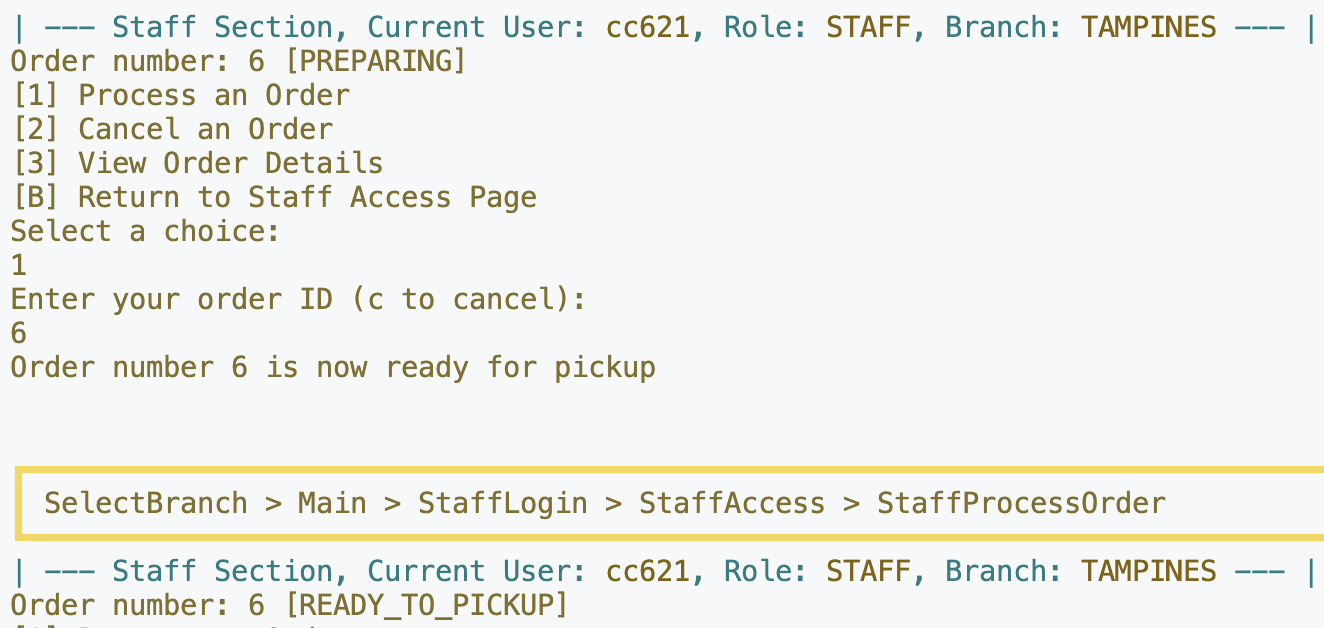 | --- Staff Section, Current User: cc621, Role: STAFF, Branch: TAMPINES --- |
Order number: 6 [PREPARING]
[1] Process an Order
[2] Cancel an Order
[3] View Order Details
[B] Return to Staff Access Page
Select a choice:
1
Enter your order ID (c to cancel):
6
Order number 6 is now ready for pickup
SelectBranch > Main > StaffLogin > StaffAccess > StaffProcessOrder
| --- Staff Section, Current User: cc621, Role: STAFF, Branch: TAMPINES --- |
Order number: 6 [READY_TO_PICKUP]